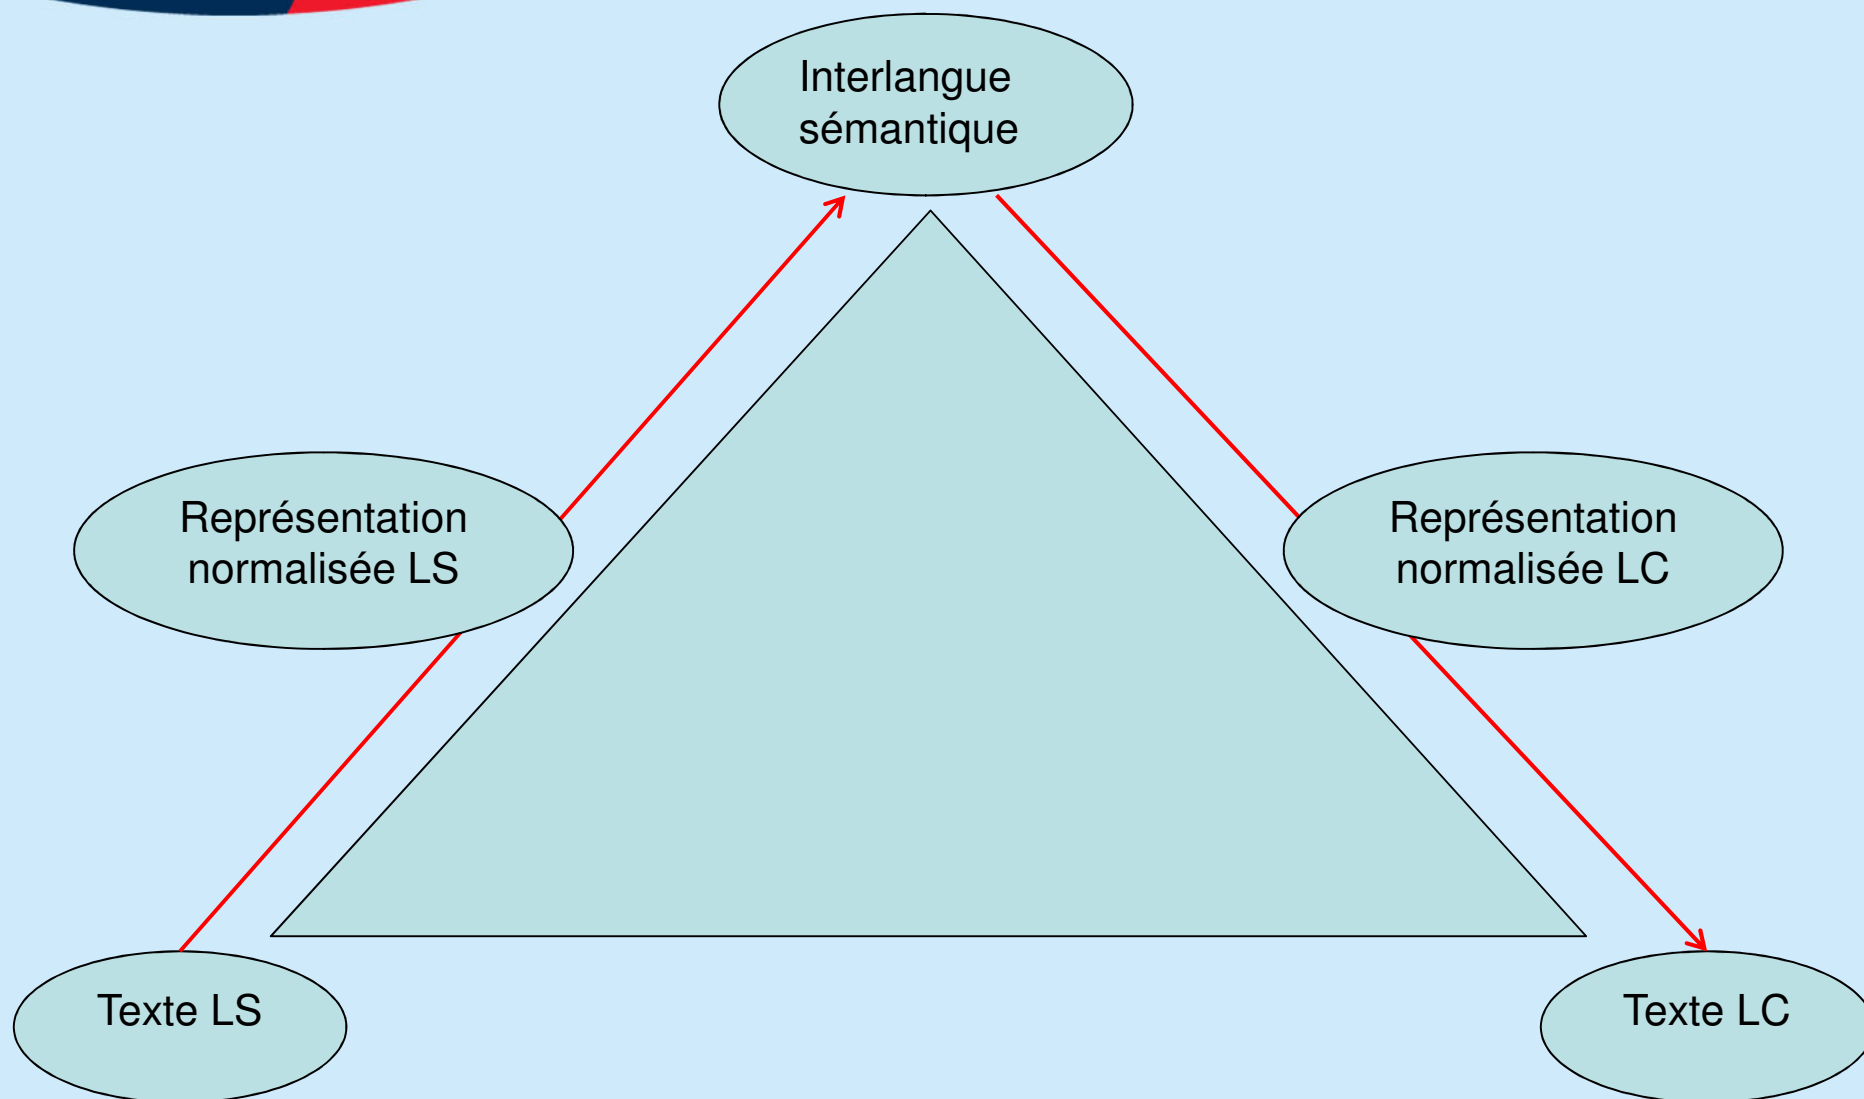 Interlangue
sémantique
Représentation
normalisée LS
Représentation
normalisée LC
Texte LS
Texte LC